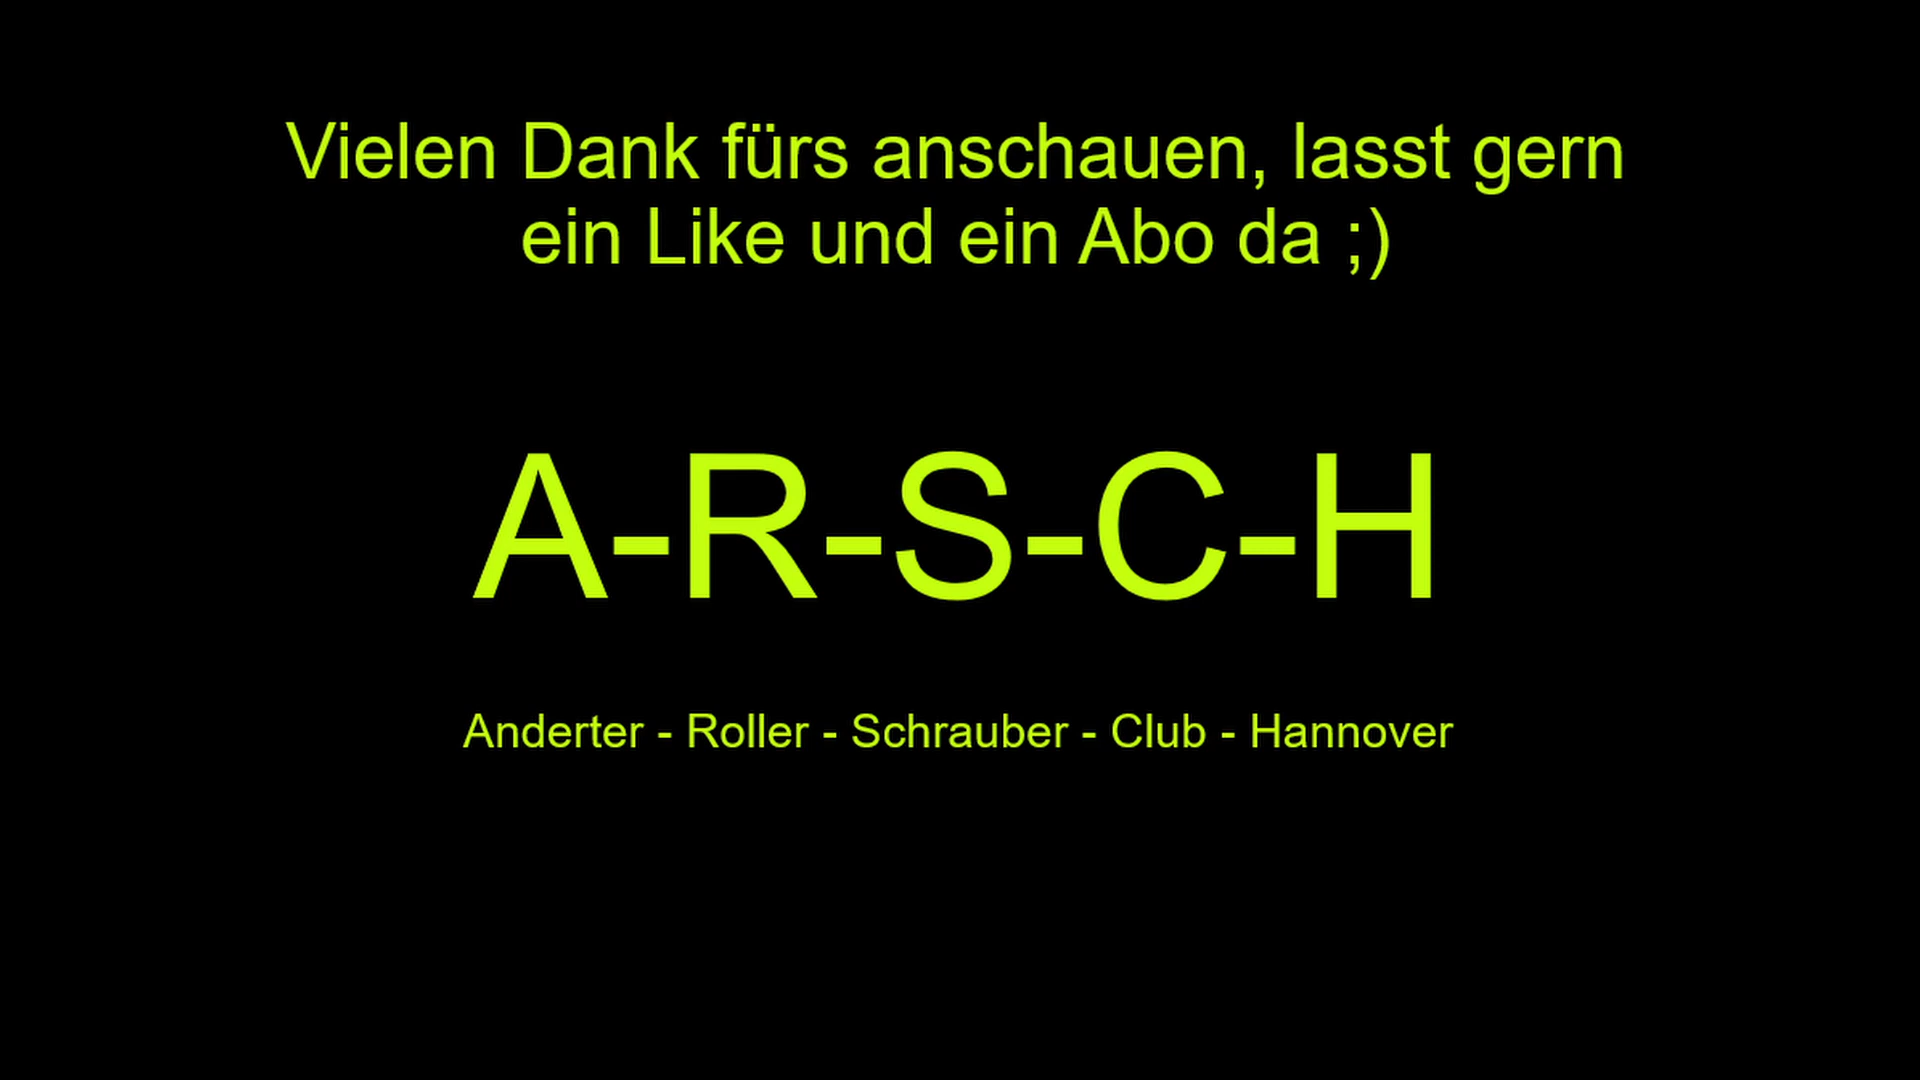 Vielen Dank fürs anschauen, lasst gern
ein Like und ein Abo da ;)
A-R-S-C-H
Anderter - Roller - Schrauber - Club - Hannover